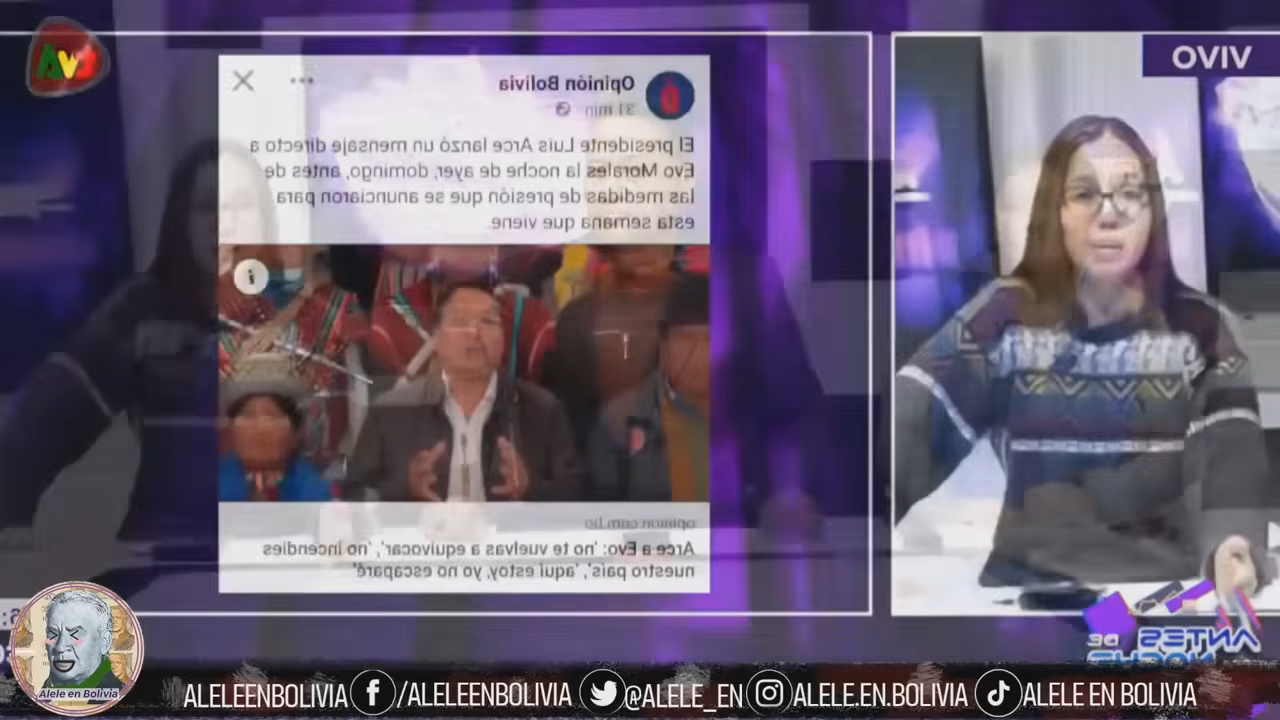 Av1
VIVO
Opinión Bolivia
31 min
El presidente Luis Arce lanzó un mensaje directo a
Evo Morales la noche de ayer, domingo, antes de
las medidas de presión que se anunciaron para
esta semana que viene.
i
opinion.com.bo
Arce a Evo: 'no te vuelvas a equivocar', 'no incendies
nuestro país', 'aquí estoy, yo no escaparé'
ANTES DE
Alele en Bolivia
ALELEENBOLIVIA /ALELEENBOLIVIA @ALELE_EN ALELE.EN.BOLIVIA ALELE EN BOLIVIA